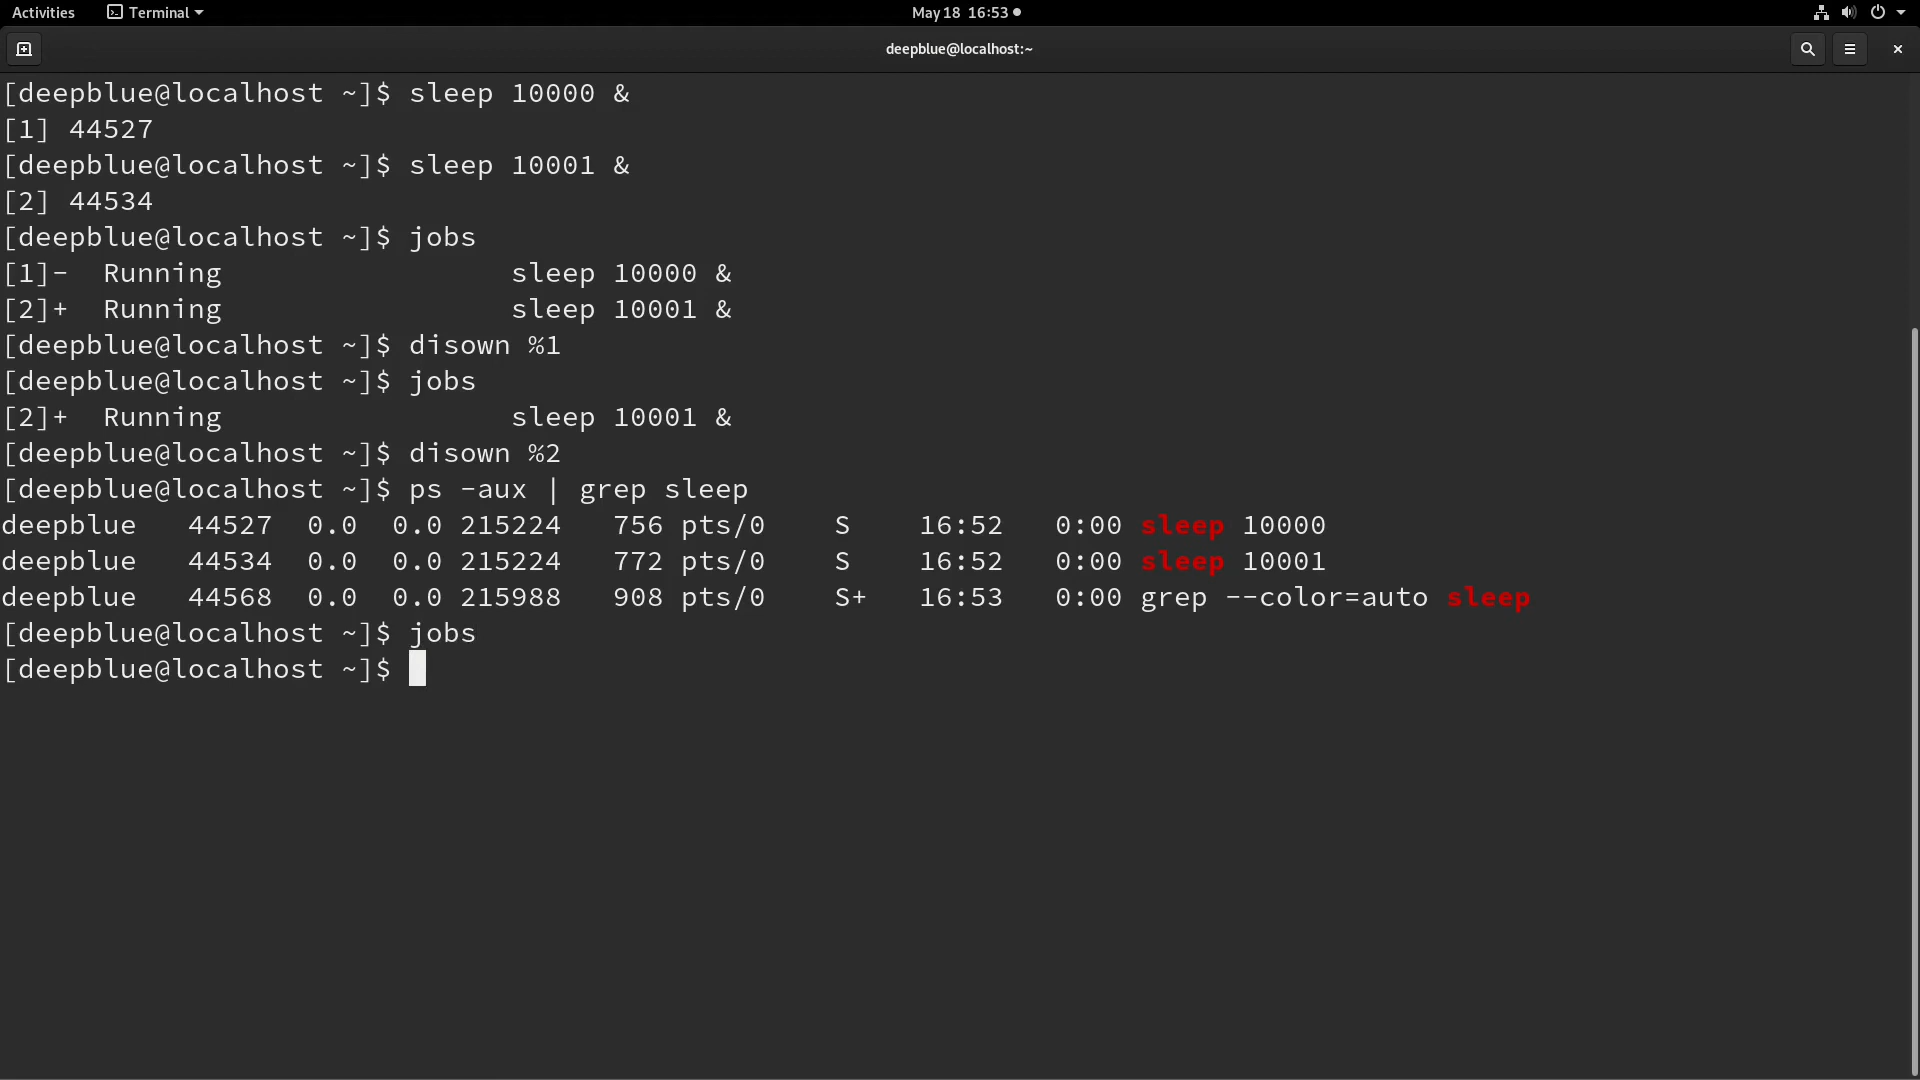 Activities Terminal May 18 16:53
deepblue@localhost:~
[deepblue@localhost ~]$ sleep 10000 &
[1] 44527
[deepblue@localhost ~]$ sleep 10001 &
[2] 44534
[deepblue@localhost ~]$ jobs
[1]-  Running                 sleep 10000 &
[2]+  Running                 sleep 10001 &
[deepblue@localhost ~]$ disown %1
[deepblue@localhost ~]$ jobs
[2]+  Running                 sleep 10001 &
[deepblue@localhost ~]$ disown %2
[deepblue@localhost ~]$ ps -aux | grep sleep
deepblue   44527  0.0  0.0 215224   756 pts/0    S    16:52   0:00 sleep 10000
deepblue   44534  0.0  0.0 215224   772 pts/0    S    16:52   0:00 sleep 10001
deepblue   44568  0.0  0.0 215988   908 pts/0    S+   16:53   0:00 grep --color=auto sleep
[deepblue@localhost ~]$ jobs
[deepblue@localhost ~]$